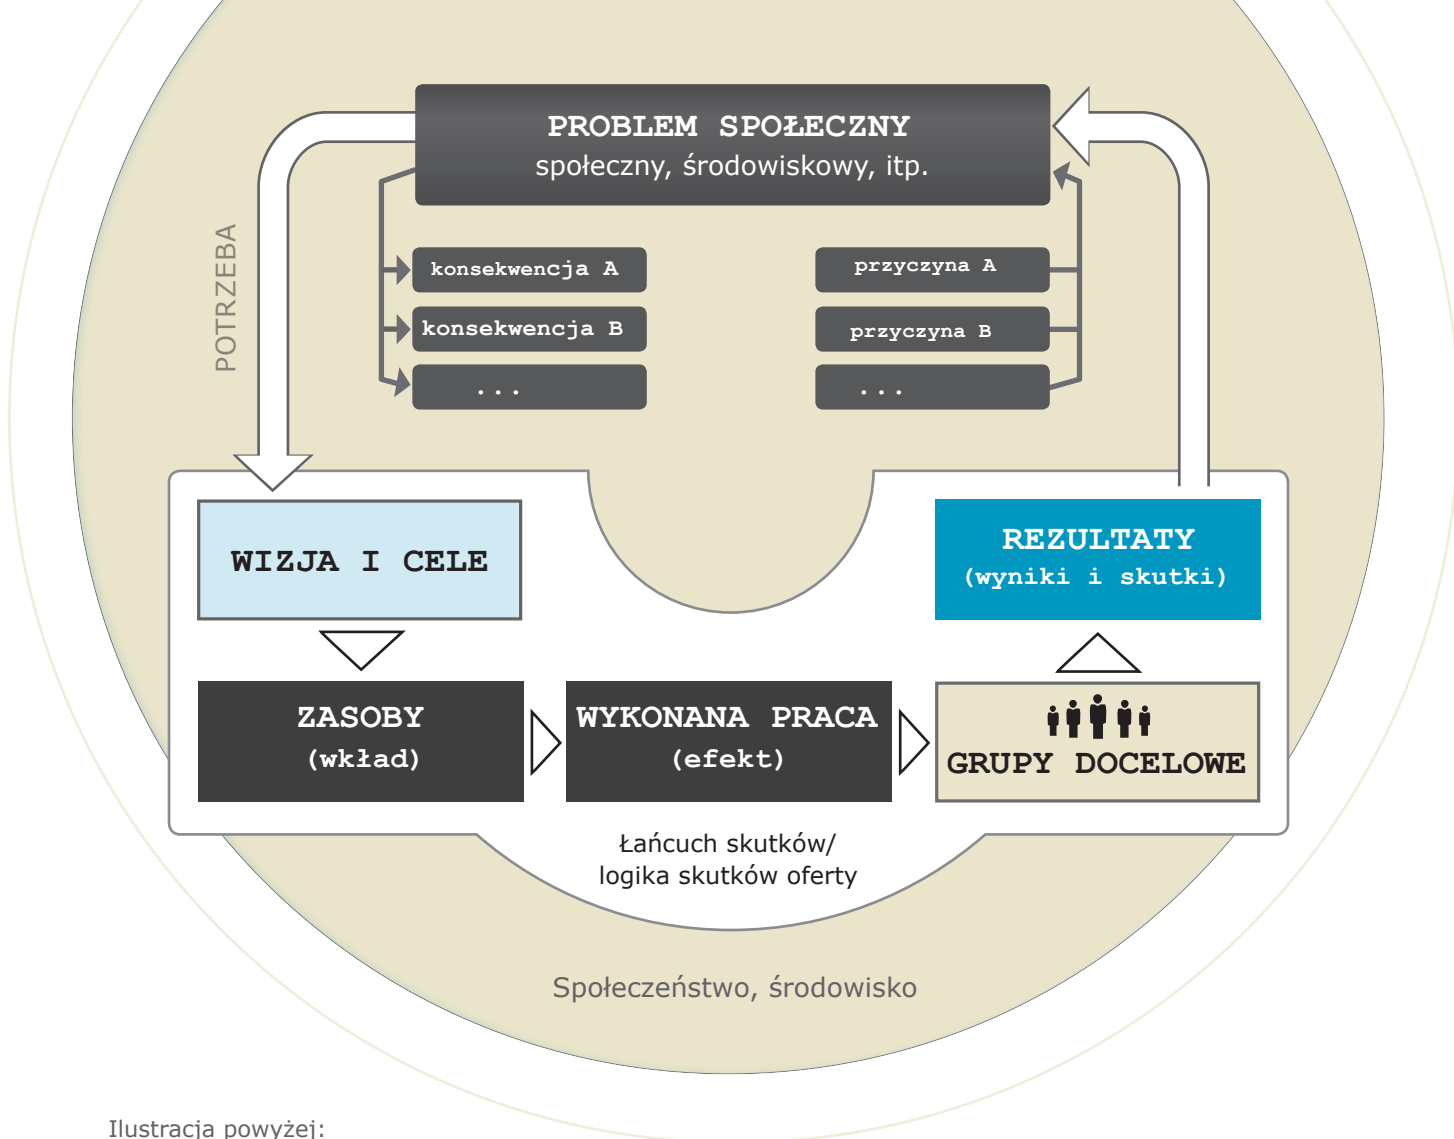 PROBLEM SPOŁECZNY
społeczny, środowiskowy, itp.
POTRZEBA
konsekwencja A
konsekwencja B
...
przyczyna A
przyczyna B
...
WIZJA I CELE
REZULTATY
(wyniki i skutki)
ZASOBY
(wkład)
WYKONANA PRACA
(efekt)
GRUPY DOCELOWE
Łańcuch skutków/
logika skutków oferty
Społeczeństwo, środowisko
Ilustracja powyżej: